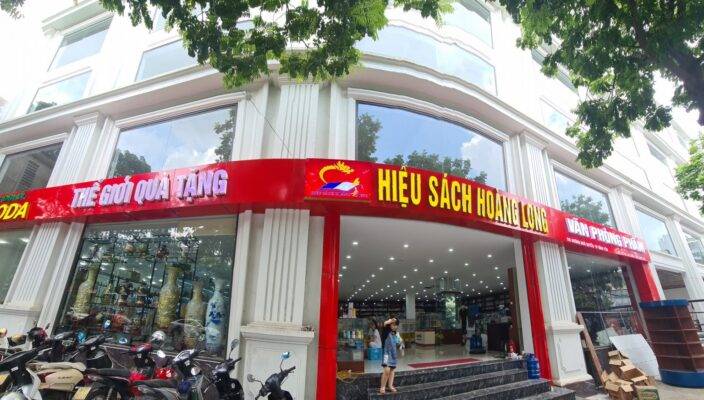 ODA
THẾ GIỚI QUÀ TẶNG
HIỆU SÁCH HOÀNG LONG
VĂN PHÒNG PHẨM